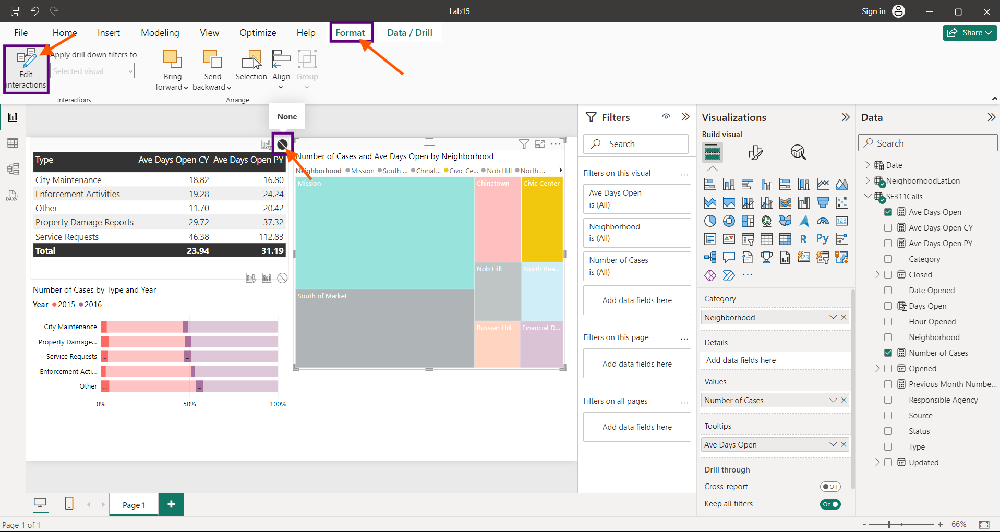 Lab15
Sign in
File
Home
Insert
Modeling
View
Optimize
Help
Format
Data / Drill
Share
Edit
interactions
Apply drill down filters to
Selected visual
Interactions
Bring
forward
Send
backward
Selection
Align
Group
Arrange
None
Type Ave Days Open CY Ave Days Open PY
City Maintenance 18.82 16.80
Enforcement Activities 19.28 24.24
Other 11.70 20.42
Property Damage Reports 29.72 37.32
Service Requests 46.38 112.83
Total 23.94 31.19
Number of Cases by Type and Year
Year 2015 2016
City Maintenance ...
Property Damage... ... ...
Service Requests ... ...
Enforcement Acti...
Other ... ...
0% 50% 100%
Number of Cases and Ave Days Open by Neighborhood
Neighborhood Mission South ... Chinat... Civic Ce... Nob Hill North ...
Mission
Chinatown
Civic Center
South of Market
Nob Hill
North Bea...
Russian Hill
Financial D...
Filters
Search
Filters on this visual ...
Ave Days Open
is (All)
Neighborhood
is (All)
Number of Cases
is (All)
Add data fields here
Filters on this page ...
Add data fields here
Filters on all pages ...
Add data fields here
Visualizations
Build visual
123
R
Py
123
...
Category
Neighborhood
Details
Add data fields here
Values
Number of Cases
Tooltips
Ave Days Open
Drill through
Cross-report
Off
Keep all filters
On
Data
Search
Date
NeighborhoodLatLon
SF311Calls
Ave Days Open
Ave Days Open CY
Ave Days Open PY
Category
Closed
Date Opened
Days Open
Hour Opened
Neighborhood
Number of Cases
Opened
Previous Month Numbe...
Responsible Agency
Source
Status
Type
Updated
DAX
Page 1
+
Page 1 of 1
- + 66%